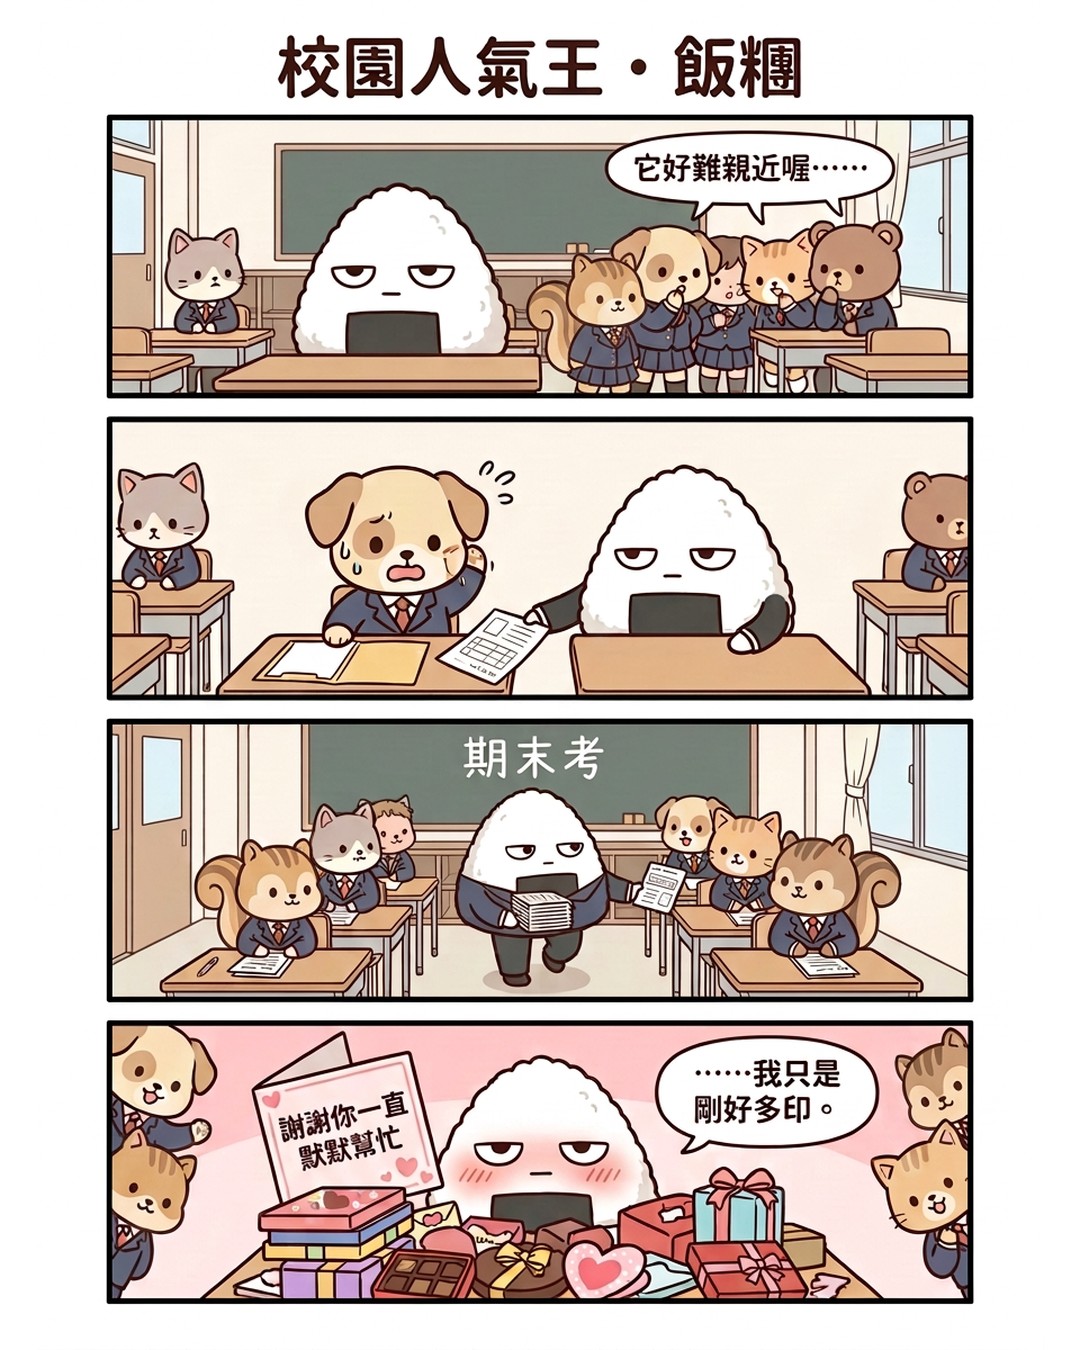 校園人氣王・飯糰
它好難親近喔⋯⋯
期末考
謝謝你一直
默默幫忙
⋯⋯我只是
剛好多印。